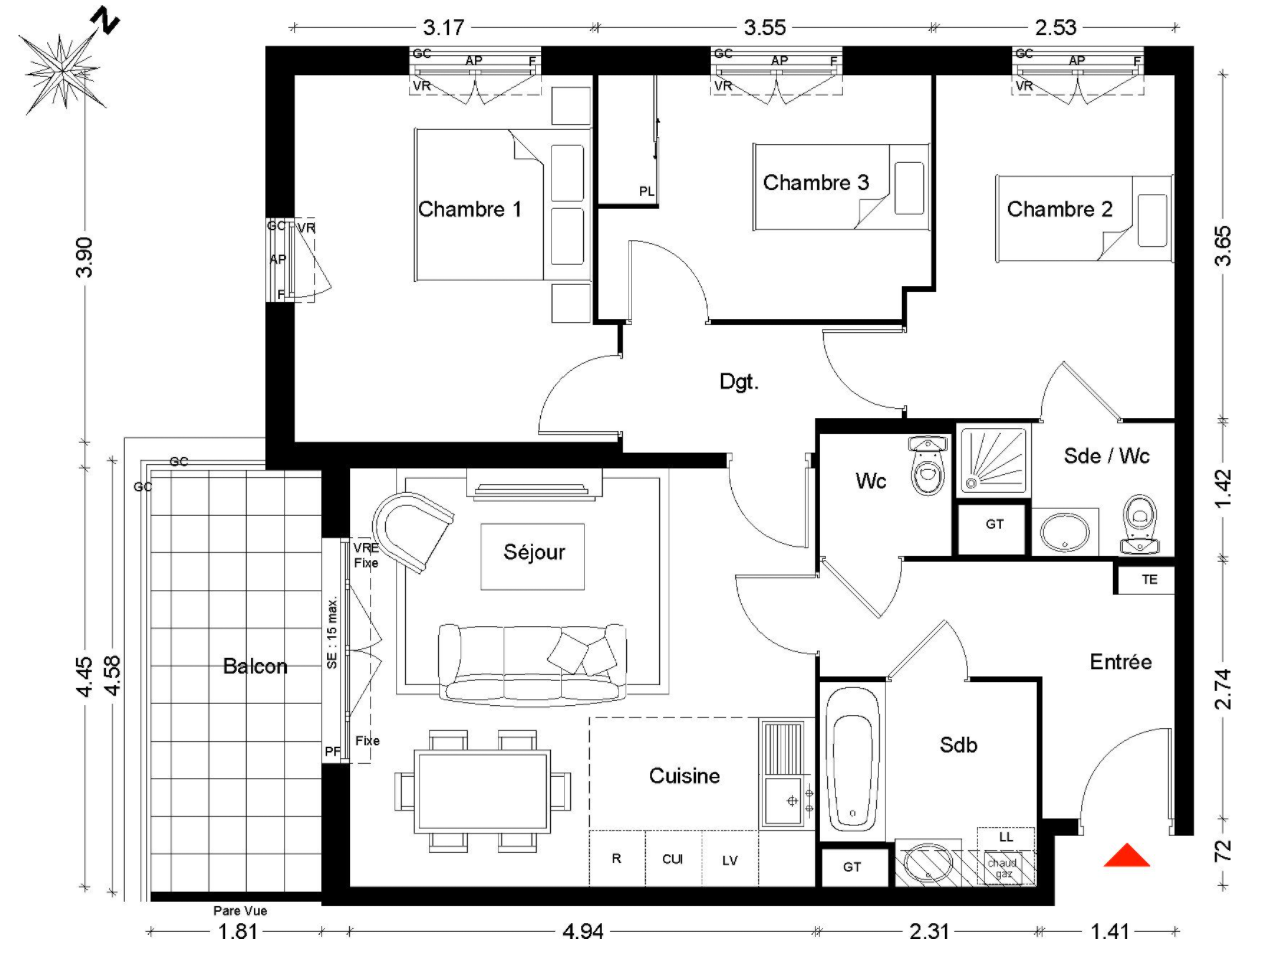 N
3.17
3.55
2.53
GC
AP
F
VR
GC
AP
F
VR
GC
AP
F
VR
PL
Chambre 1
Chambre 3
Chambre 2
3.90
3.65
GC
VR
AP
F
Dgt.
GC
GC
Wc
Sde / Wc
1.42
GT
VRE
Fixe
Séjour
TE
SE : 15 max.
Balcon
Entrée
4.45
4.58
2.74
PF
Fixe
Sdb
Cuisine
R
CUI
LV
GT
LL
chaud
gaz
72
Pare Vue
1.81
4.94
2.31
1.41